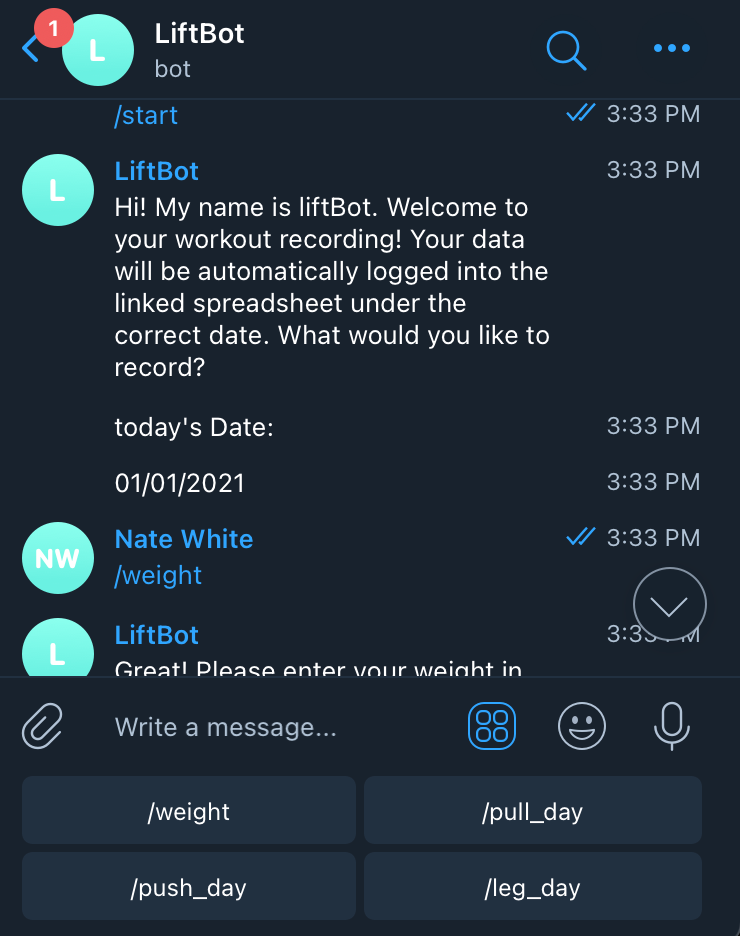 1
L
LiftBot
bot
/start
3:33 PM
L
LiftBot
3:33 PM
Hi! My name is liftBot. Welcome to
your workout recording! Your data
will be automatically logged into the
linked spreadsheet under the
correct date. What would you like to
record?
today's Date:
3:33 PM
01/01/2021
3:33 PM
NW
Nate White
3:33 PM
/weight
L
LiftBot
3:33 PM
Great! Please enter your weight in
Write a message...
/weight
/pull_day
/push_day
/leg_day